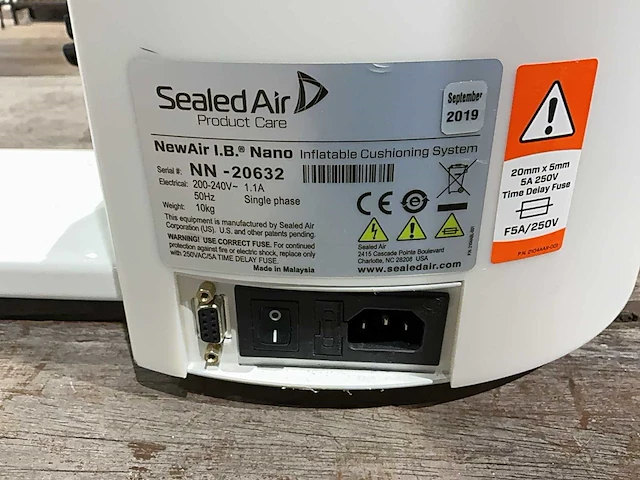 Sealed Air
Product Care
September
2019
NewAir I.B.® Nano Inflatable Cushioning System
Serial #: NN -20632
Electrical: 200-240V~ 1.1A
50Hz Single phase
Weight: 10kg
This equipment is manufactured by Sealed Air
Corporation (US). U.S. and other patents pending.
WARNING! USE CORRECT FUSE. For continued
protection against fire or electric shock, replace only
with 250VAC/5A TIME DELAY FUSE.
Made in Malaysia
CE
Sealed Air
2415 Cascade Pointe Boulevard
Charlotte, NC 28208 USA
www.sealedair.com
20mm x 5mm
5A 250V
Time Delay Fuse
F5A/250V